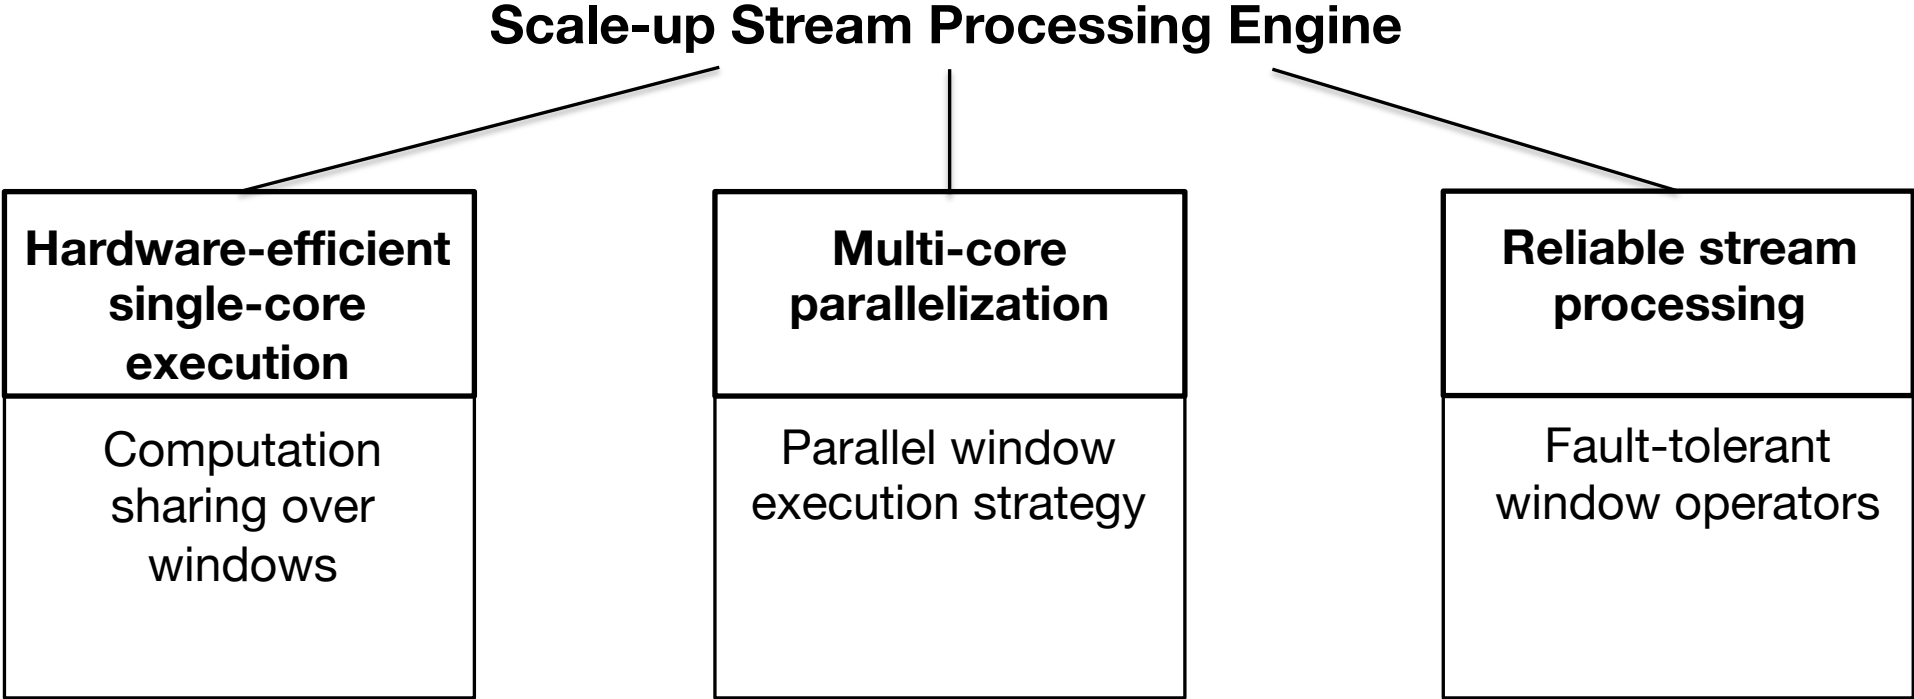 Scale-up Stream Processing Engine
Hardware-efficient
single-core
execution
Computation
sharing over
windows
Multi-core
parallelization
Parallel window
execution strategy
Reliable stream
processing
Fault-tolerant
window operators